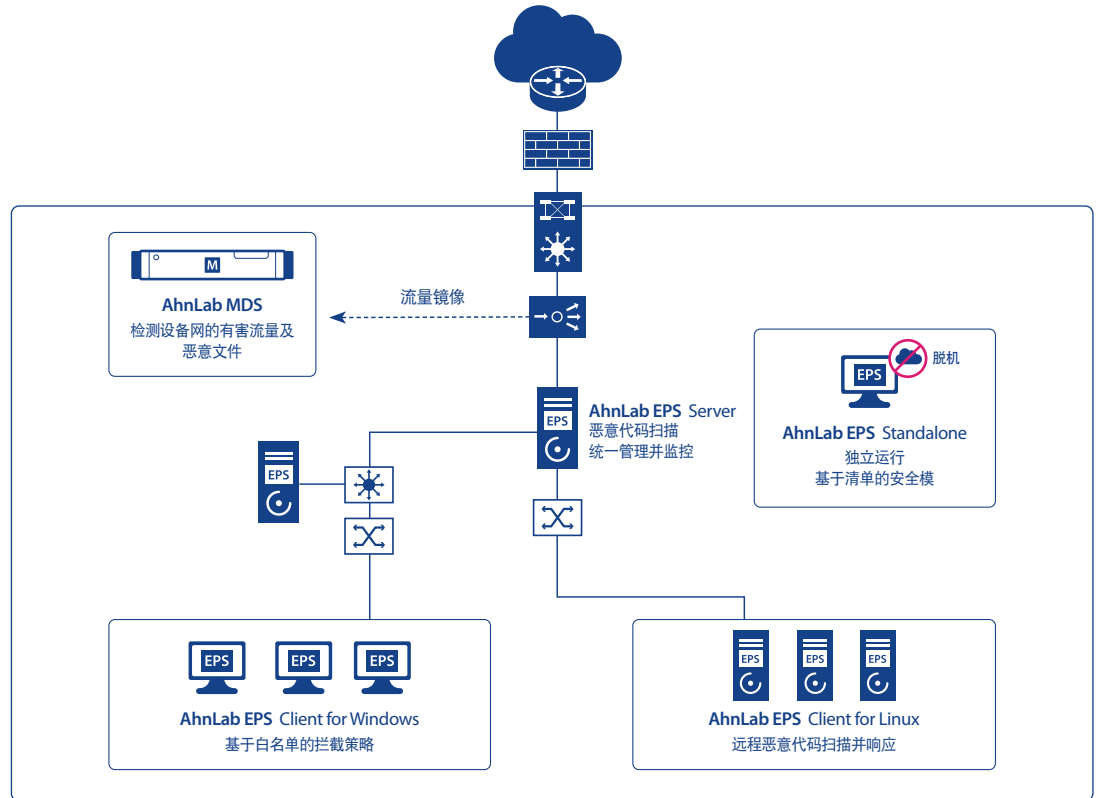 M
AhnLab MDS
检测设备网的有害流量及
恶意文件
流量镜像
EPS
AhnLab EPS Server
恶意代码扫描
统一管理并监控
EPS
脱机
AhnLab EPS Standalone
独立运行
基于清单的安全模
EPS
EPS
EPS
EPS
AhnLab EPS Client for Windows
基于白名单的拦截策略
EPS
EPS
EPS
AhnLab EPS Client for Linux
远程恶意代码扫描并响应